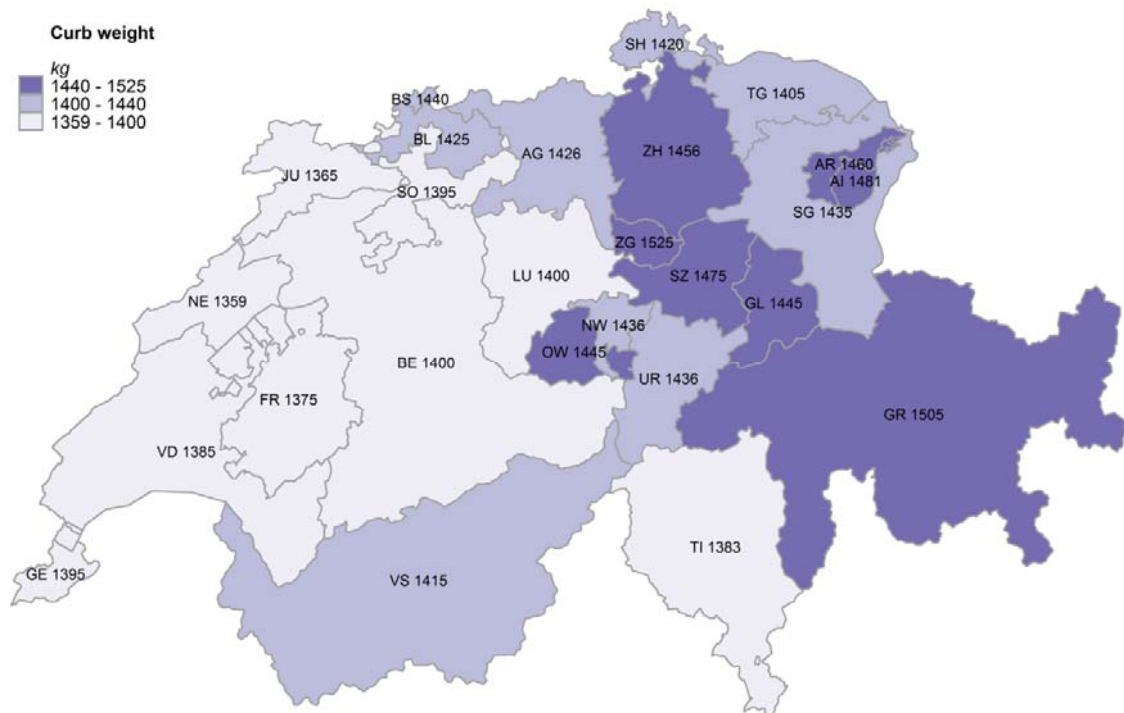 Curb weight
kg
1440 - 1525
1400 - 1440
1359 - 1400
SH 1420
BS 1440
TG 1405
BL 1425
AG 1426
ZH 1456
AR 1460
JU 1365
AI 1481
SO 1395
SG 1435
ZG 1525
LU 1400
SZ 1475
NE 1359
GL 1445
NW 1436
OW 1445
BE 1400
UR 1436
FR 1375
GR 1505
VD 1385
TI 1383
GE 1395
VS 1415